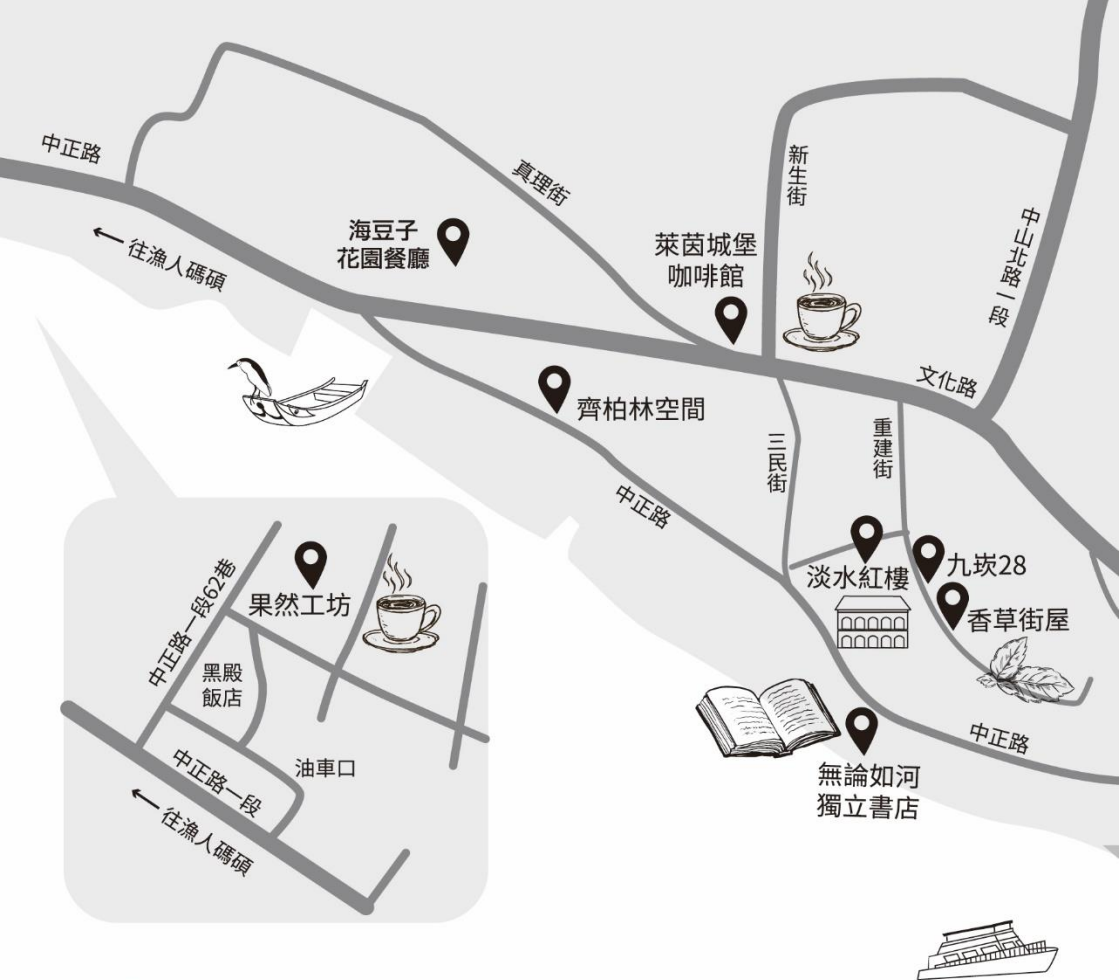 中正路
往漁人碼頭
真理街
海豆子
花園餐廳
萊茵城堡
咖啡館
新生街
中山北路一段
文化路
齊柏林空間
三民街
重建街
中正路
淡水紅樓
九崁28
香草街屋
中正路
無論如河
獨立書店
中正路一段62巷
果然工坊
黑殿
飯店
油車口
中正路一段
往漁人碼頭